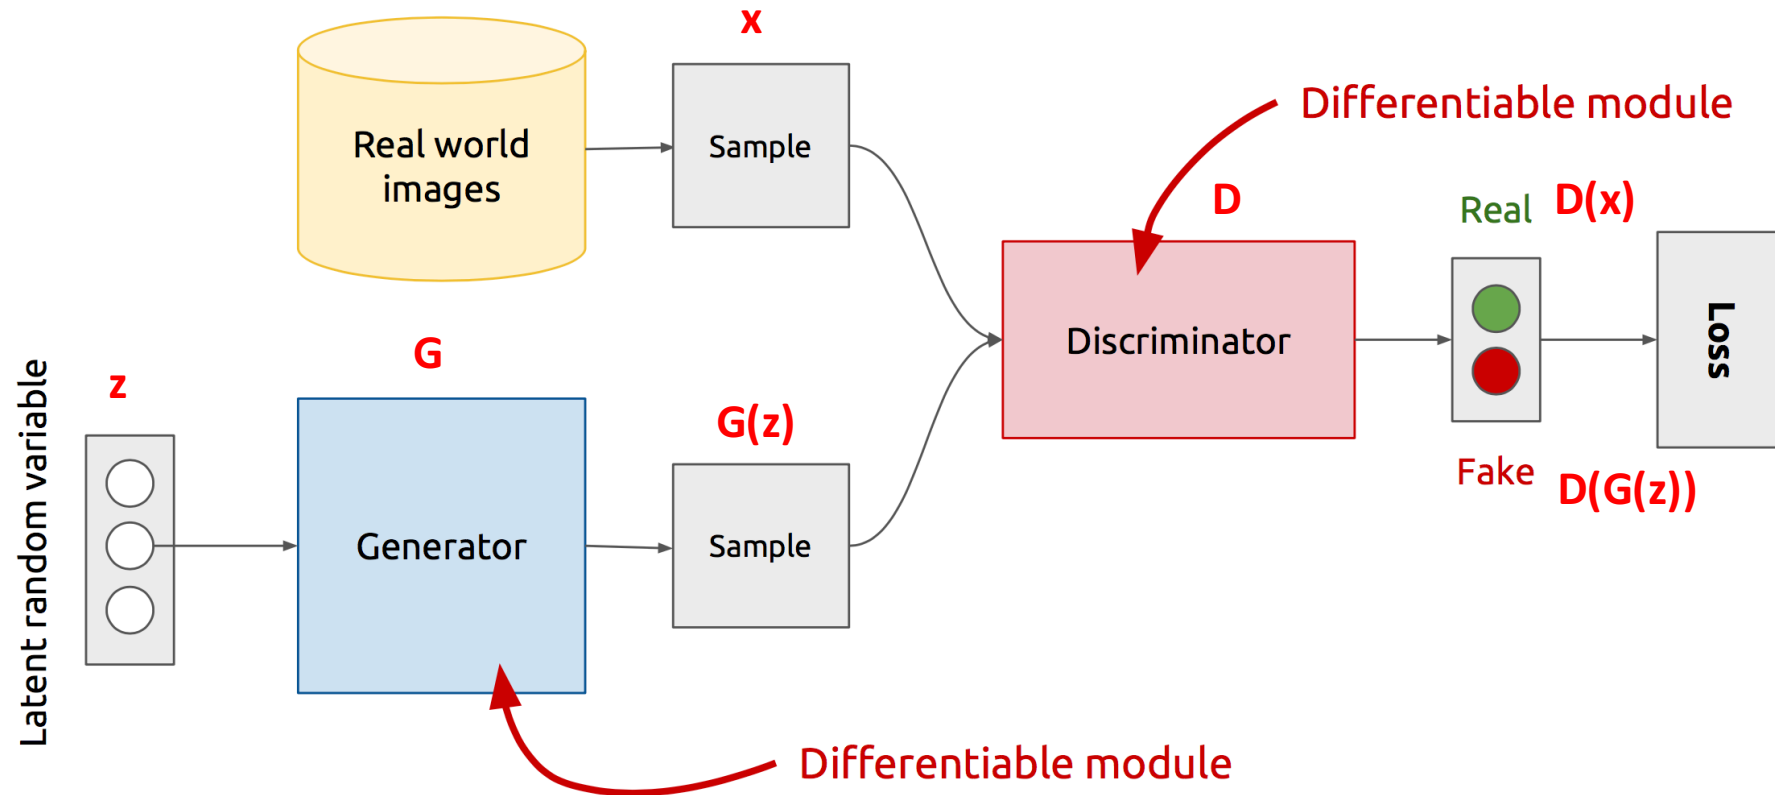 x
Real world
images
Sample
Differentiable module
D
Real
D(x)
Discriminator
Loss
Fake
D(G(z))
Latent random variable
z
G
Generator
G(z)
Sample
Differentiable module